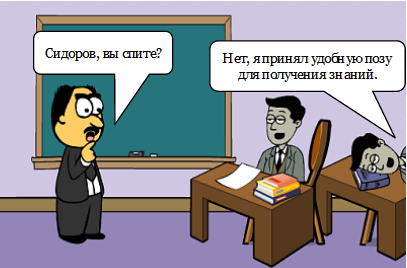 Сидоров, вы спите?
Нет, я принял удобную позу
для получения знаний.